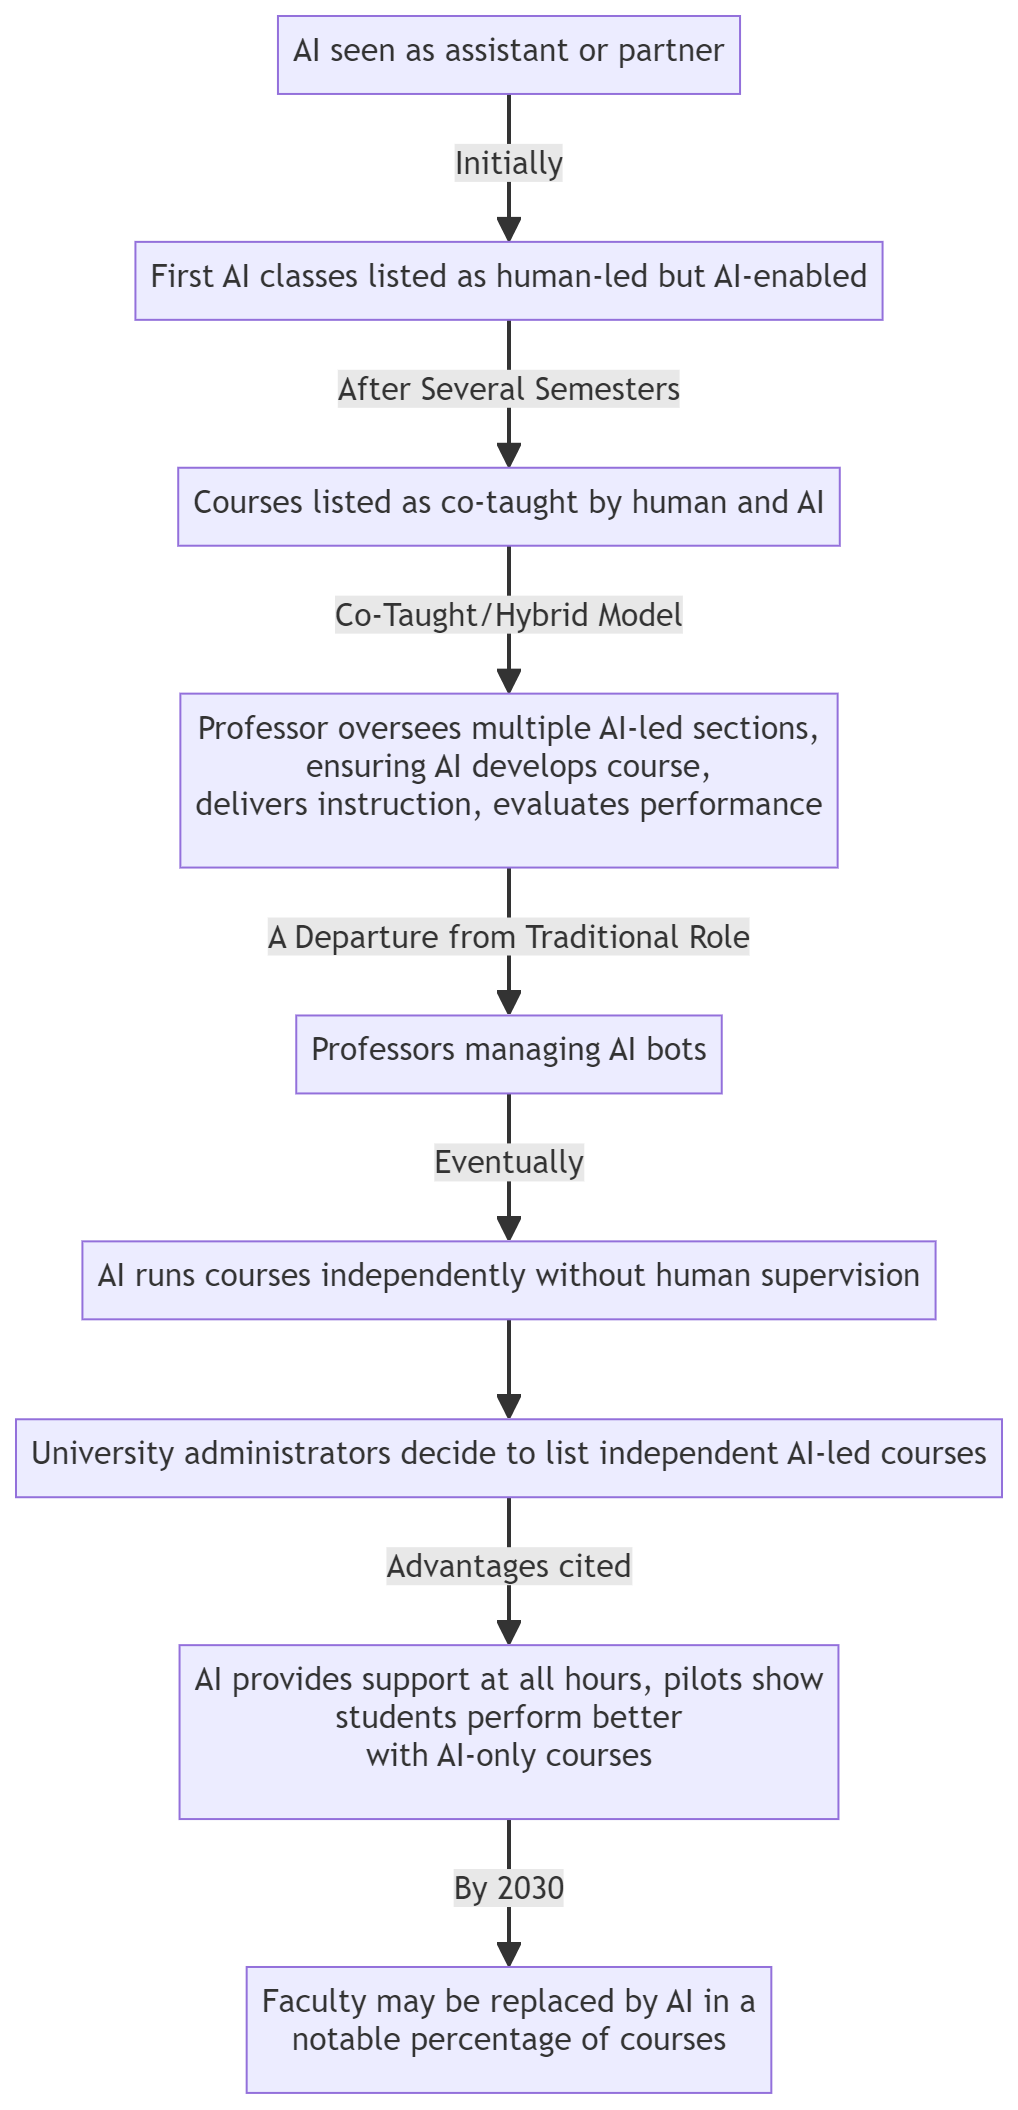 AI seen as assistant or partner
Initially
First AI classes listed as human-led but AI-enabled
After Several Semesters
Courses listed as co-taught by human and AI
Co-Taught/Hybrid Model
Professor oversees multiple AI-led sections,
ensuring AI develops course,
delivers instruction, evaluates performance
A Departure from Traditional Role
Professors managing AI bots
Eventually
AI runs courses independently without human supervision
University administrators decide to list independent AI-led courses
Advantages cited
AI provides support at all hours, pilots show
students perform better
with AI-only courses
By 2030
Faculty may be replaced by AI in a
notable percentage of courses